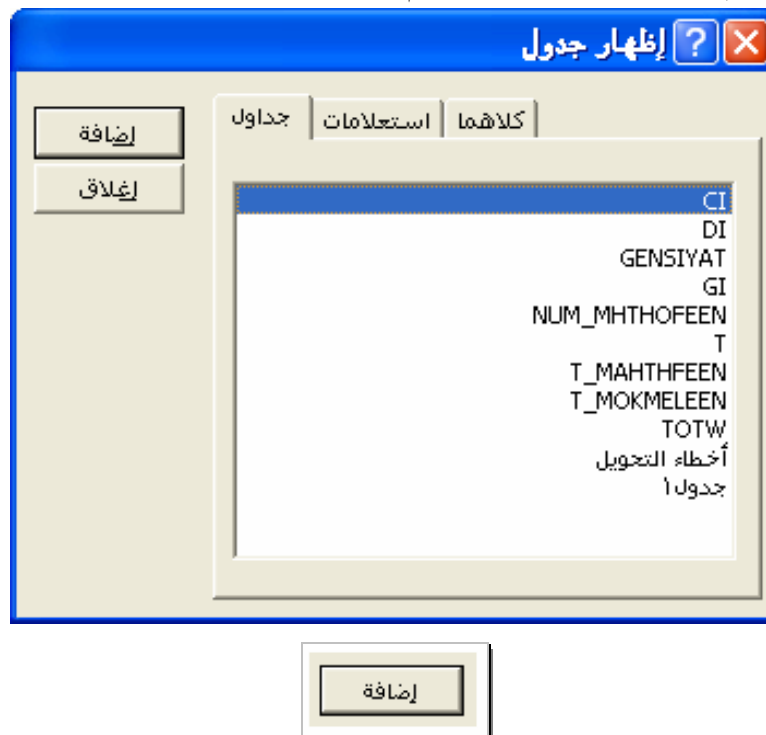 إظهار جدول
جداول استعلامات كلاهما
إضافة
إغلاق
CI
DI
GENSIYAT
GI
NUM_MHTHOFEEN
T
T_MAHTHFEEN
T_MOKMELEEN
TOTW
أخطاء التحويل
جدول١
إضافة